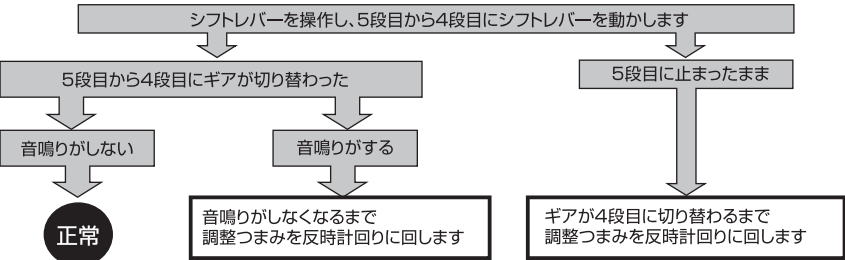 シフトレバーを操作し、5段目から4段目にシフトレバーを動かします
5段目から4段目にギアが切り替わった
5段目に止まったまま
音鳴りがしない
音鳴りがする
正常
音鳴りがしなくなるまで
調整つまみを反時計回りに回します
ギアが4段目に切り替わるまで
調整つまみを反時計回りに回します